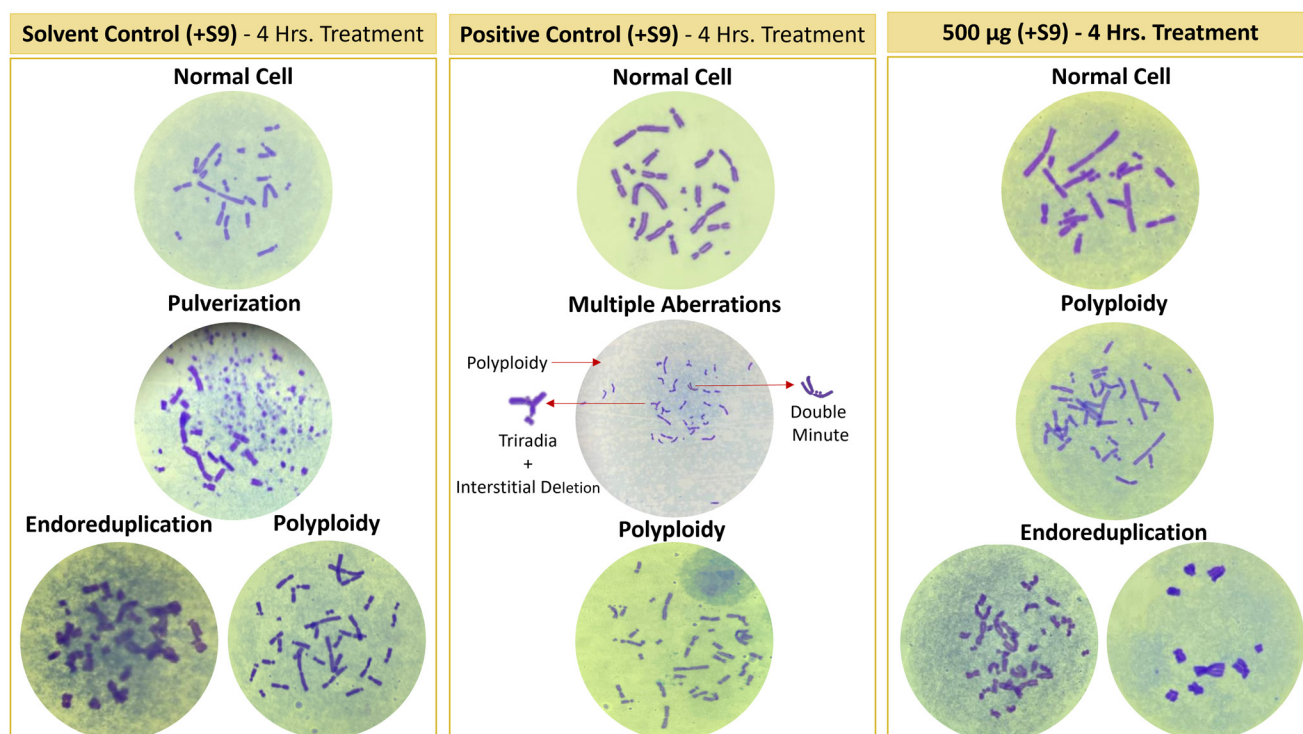 Solvent Control (+S9) - 4 Hrs. Treatment
Normal Cell
Pulverization
Endoreduplication
Polyploidy
Positive Control (+S9) - 4 Hrs. Treatment
Normal Cell
Multiple Aberrations
Polyploidy
Triradia
+
Interstitial Deletion
Double
Minute
Polyploidy
500 µg (+S9) - 4 Hrs. Treatment
Normal Cell
Polyploidy
Endoreduplication